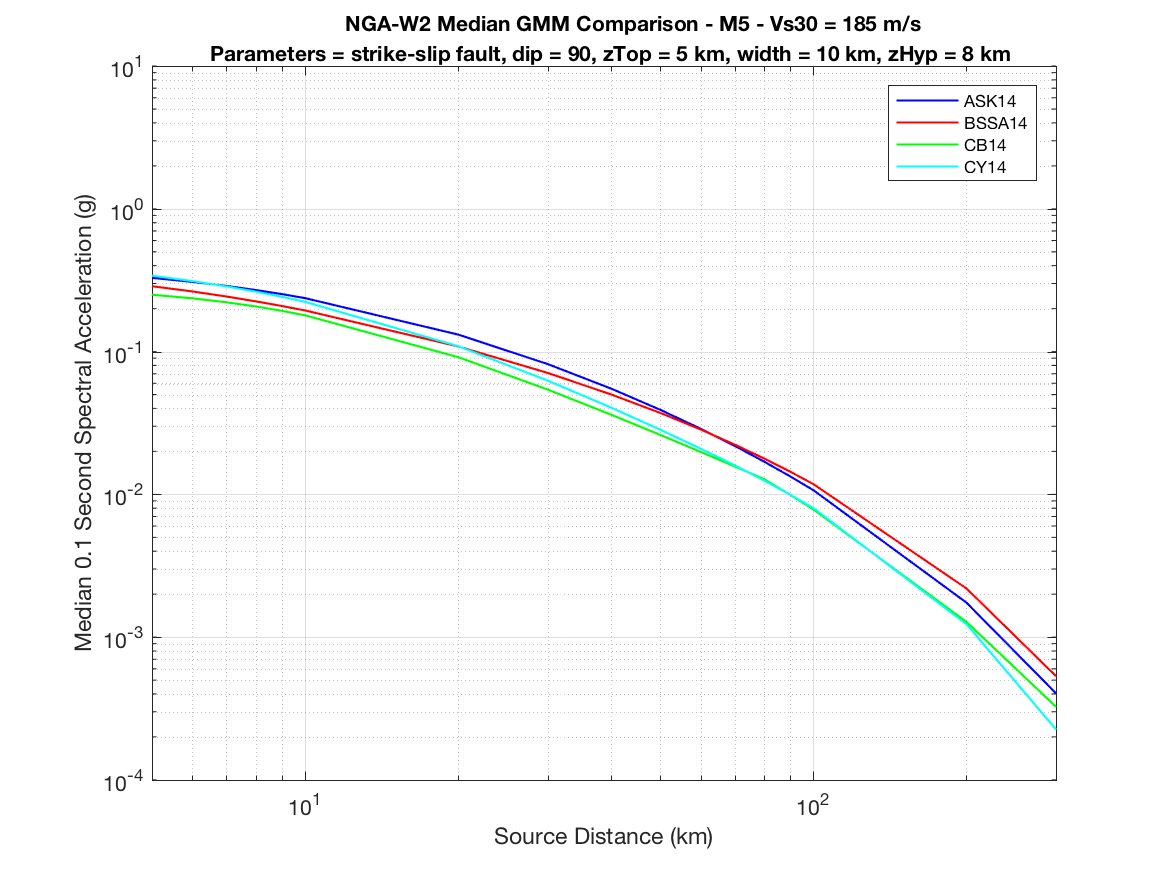 NGA-W2 Median GMM Comparison - M5 - Vs30 = 185 m/s
Parameters = strike-slip fault, dip = 90, zTop = 5 km, width = 10 km, zHyp = 8 km
10^1
10^0
10^-1
10^-2
10^-3
10^-4
Median 0.1 Second Spectral Acceleration (g)
ASK14
BSSA14
CB14
CY14
10^1
10^2
Source Distance (km)